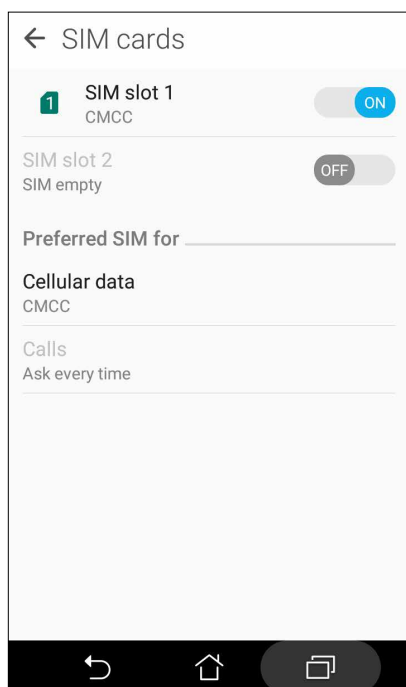 SIM cards
1
SIM slot 1
ON
CMCC
SIM slot 2
OFF
SIM empty
Preferred SIM for
Cellular data
CMCC
Calls
Ask every time